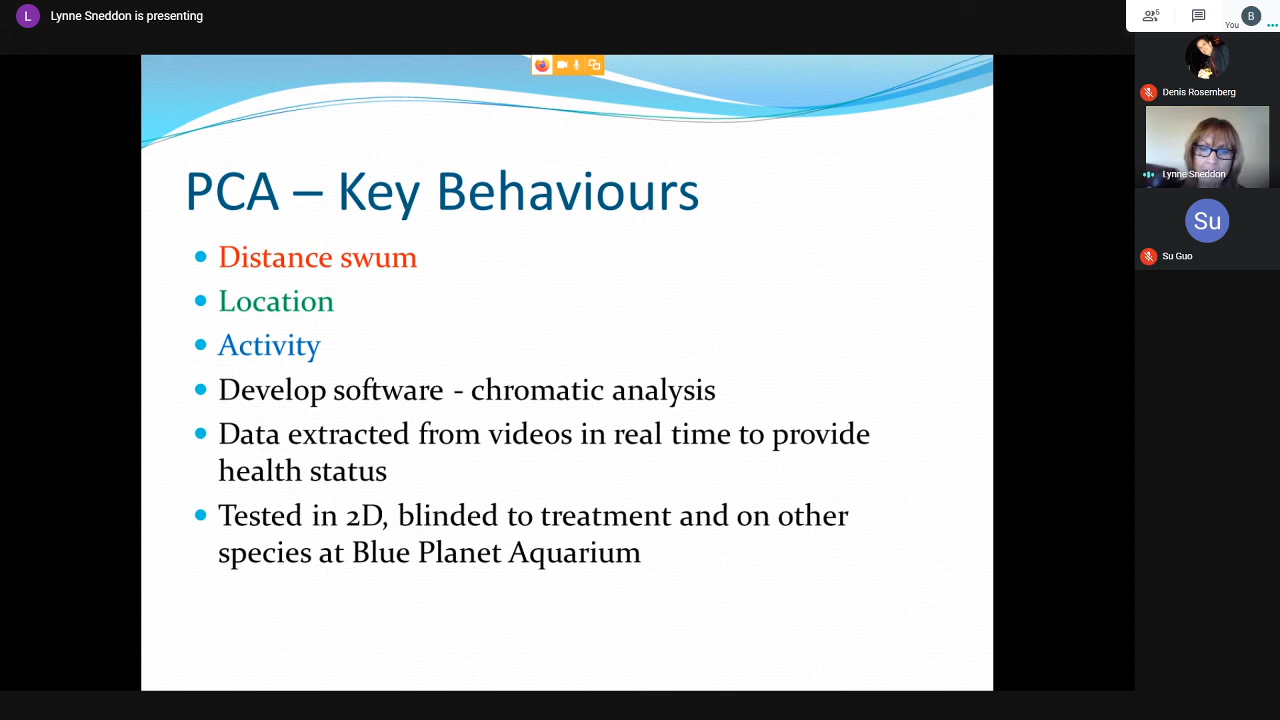 L
Lynne Sneddon is presenting
5
You
B
PCA – Key Behaviours
Distance swum
Location
Activity
Develop software - chromatic analysis
Data extracted from videos in real time to provide
health status
Tested in 2D, blinded to treatment and on other
species at Blue Planet Aquarium
Denis Rosemberg
Lynne Sneddon
Su
Su Guo